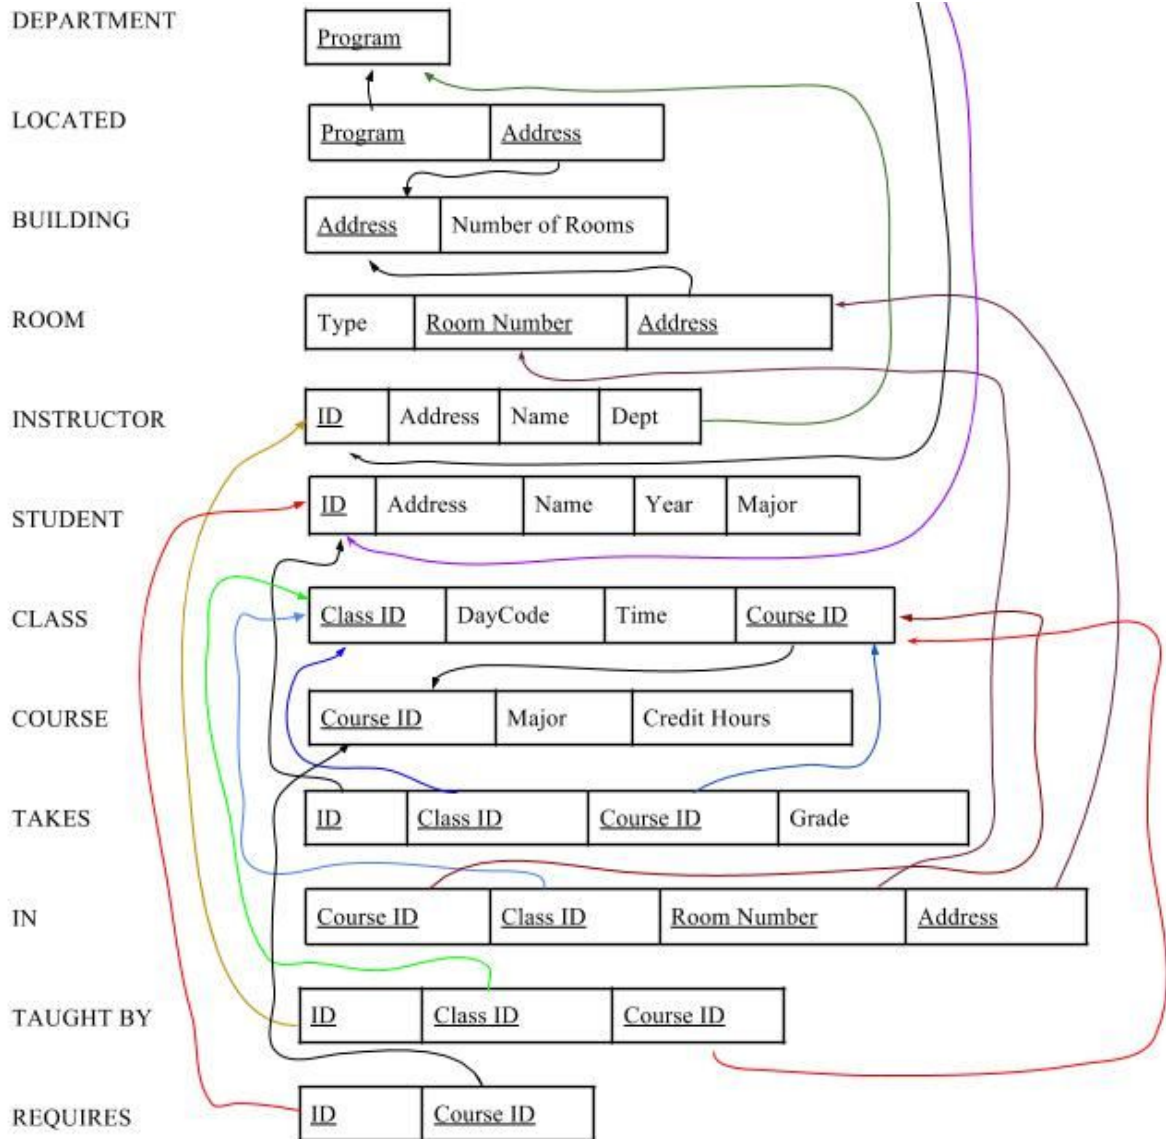 DEPARTMENT
Program
LOCATED
Program Address
BUILDING
Address Number of Rooms
ROOM
Type Room Number Address
INSTRUCTOR
ID Address Name Dept
STUDENT
ID Address Name Year Major
CLASS
Class ID DayCode Time Course ID
COURSE
Course ID Major Credit Hours
TAKES
ID Class ID Course ID Grade
IN
Course ID Class ID Room Number Address
TAUGHT BY
ID Class ID Course ID
REQUIRES
ID Course ID